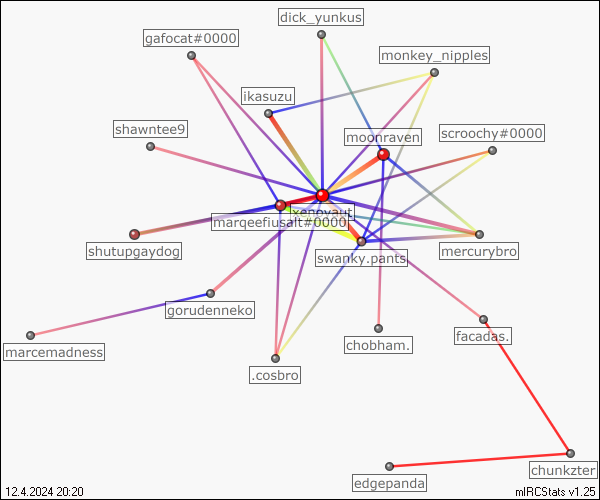 dick_yunkus
gafocat#0000
monkey_nipples
ikasuzu
shawntee9
moonraven
scroochy#0000
xenovaut
marqeefiusalt#0000
shutupgaydog
swanky.pants
mercurybro
gorudenneko
marcemadness
chobham.
facadas.
.cosbro
chunkzter
edgepanda
12.4.2024 20:20
mIRCStats v1.25